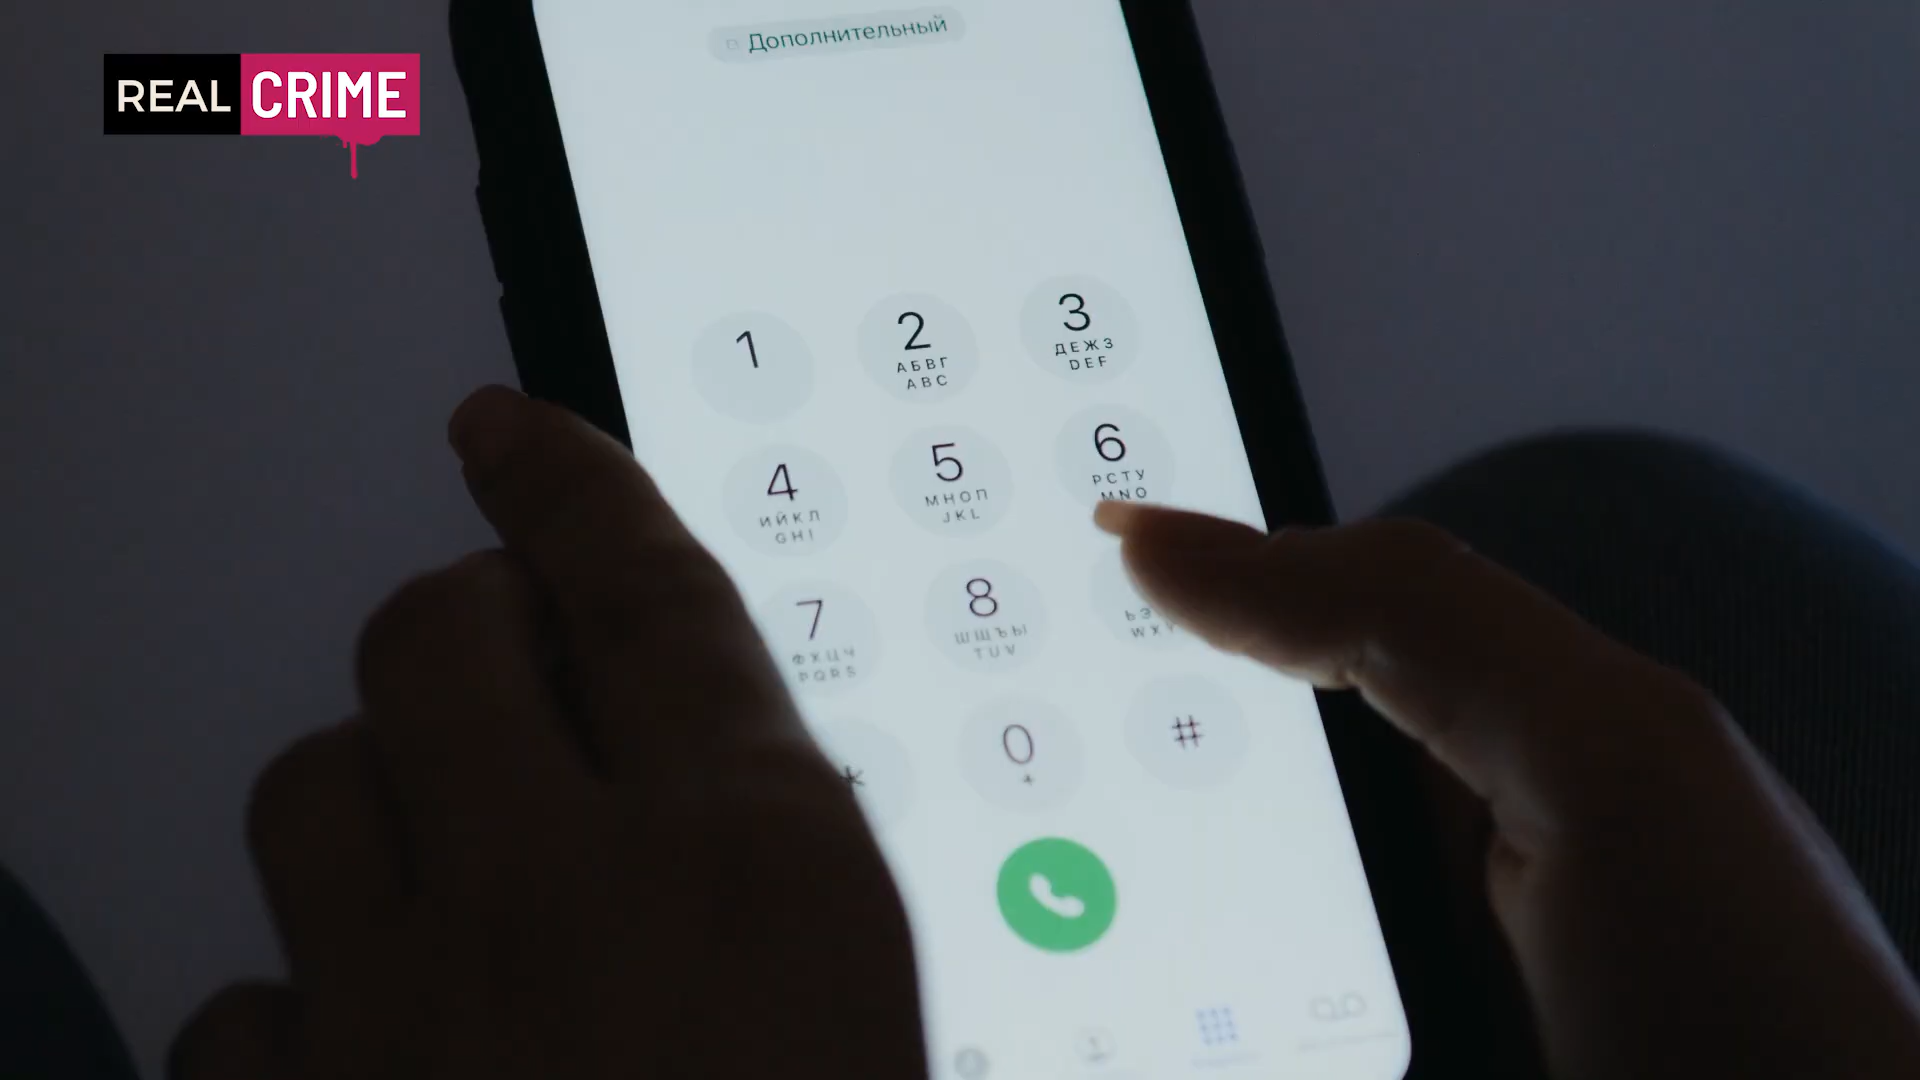 REAL CRIME
Дополнительный
1
2
АБВГ
ABC
3
ДЕЖЗ
DEF
4
ИЙКЛ
GHI
5
МНОП
JKL
6
РСТУ
MNO
7
ФХЦЧ
PQRS
8
ШЩЪЫ
TUV
WXY
*
0
+
#